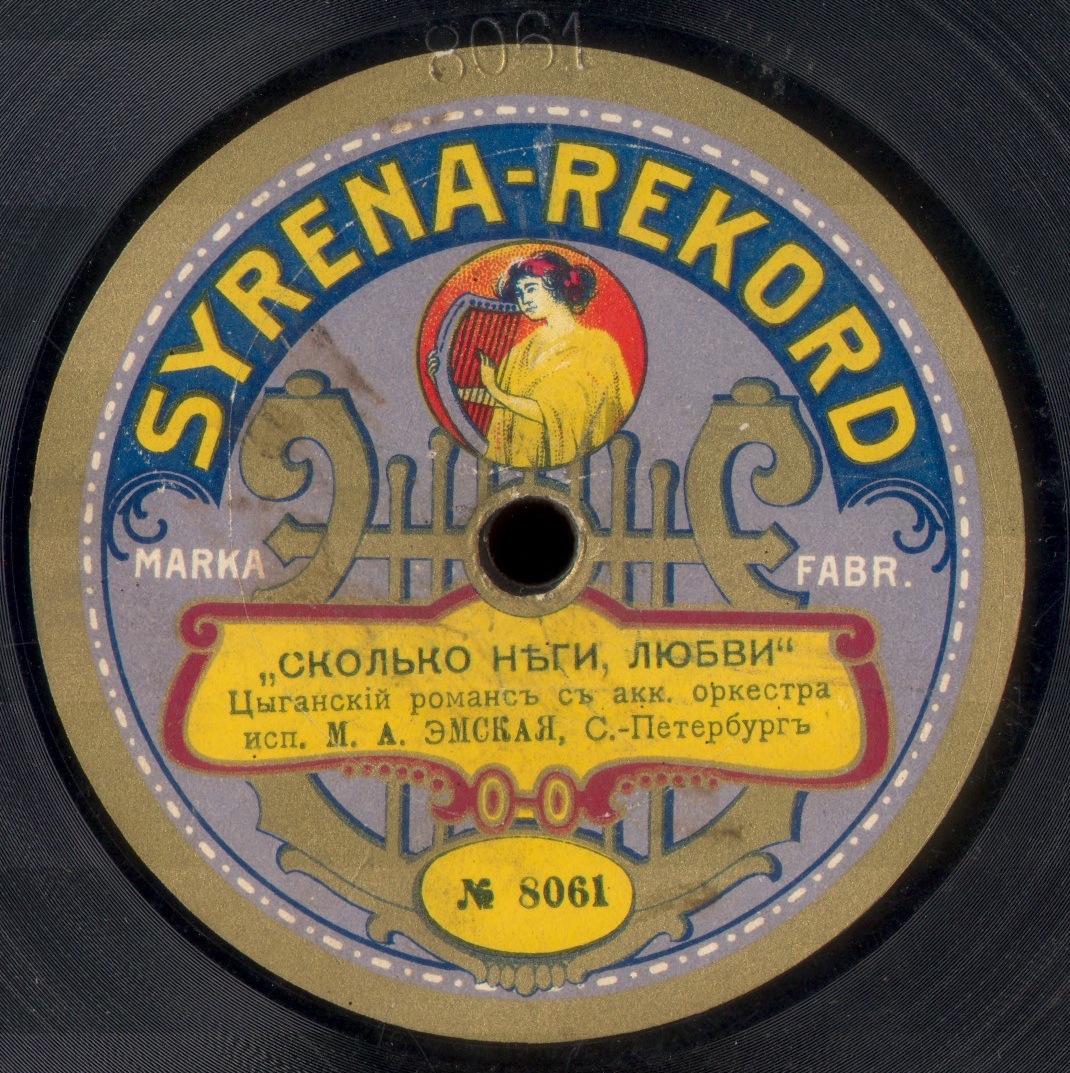 8061
SYRENA-REKORD
MARKA FABR.
„СКОЛЬКО НѢГИ, ЛЮБВИ“
Цыганскій романсъ съ акк. оркестра
исп. М. А. ЭМСКАЯ, С.-Петербургъ
№ 8061